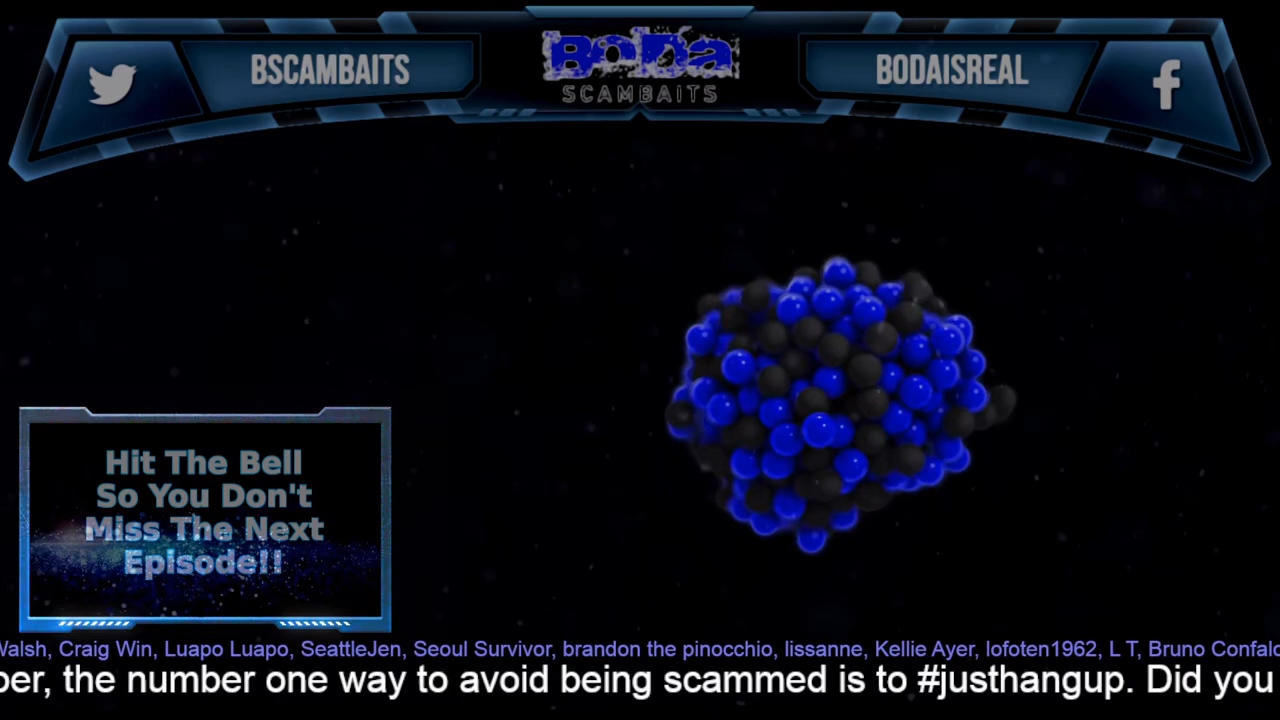 BSCAMBAITS
BoDa
SCAMBAITS
BODAISREAL
Hit The Bell
So You Don't
Miss The Next
Episode!!
Walsh, Craig Win, Luapo Luapo, SeattleJen, Seoul Survivor, brandon the pinocchio, lissanne, Kellie Ayer, lofoten1962, L T, Bruno Confalo
ber, the number one way to avoid being scammed is to #justhangup. Did you